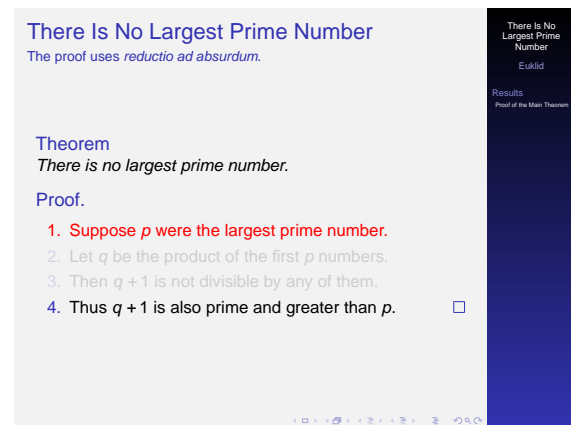 There Is No Largest Prime Number
The proof uses reductio ad absurdum.
Theorem
There is no largest prime number.
Proof.
1. Suppose p were the largest prime number.
2. Let q be the product of the first p numbers.
3. Then q + 1 is not divisible by any of them.
4. Thus q + 1 is also prime and greater than p.
There Is No
Largest Prime
Number
Euklid
Results
Proof of the Main Theorem